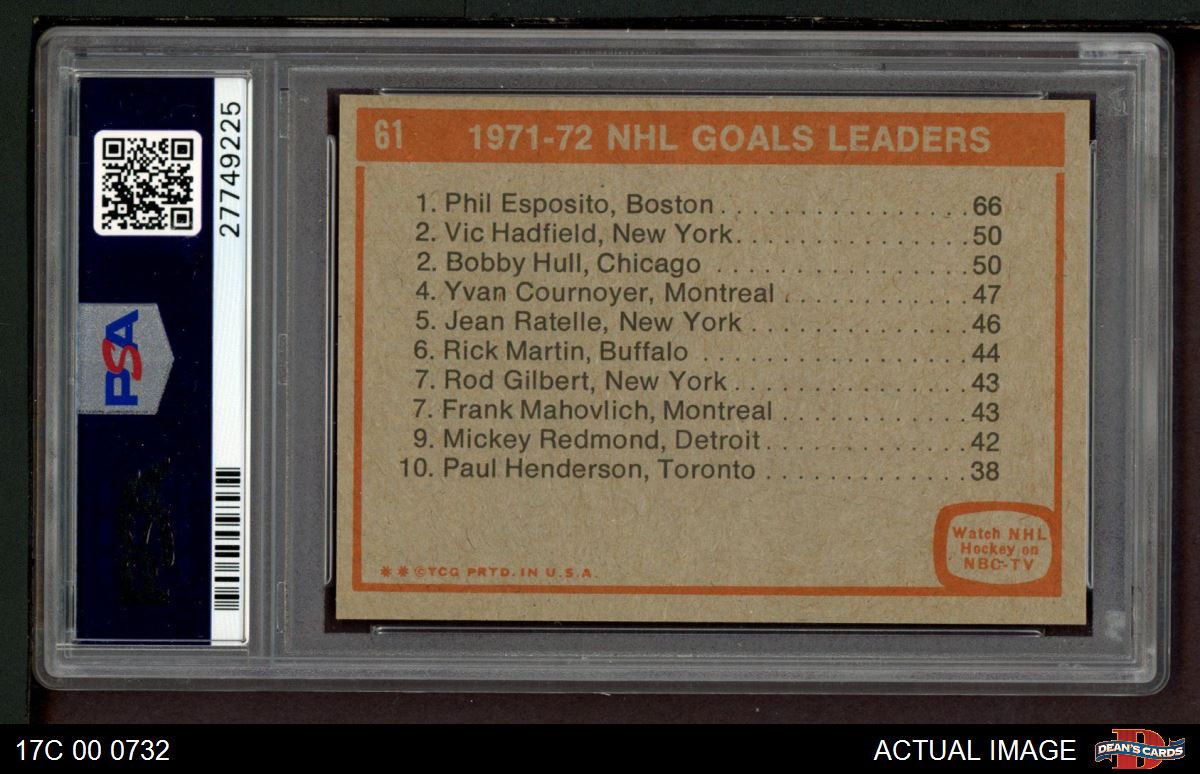 27749225
PSA
61 1971-72 NHL GOALS LEADERS
1. Phil Esposito, Boston . . . . . . . . . . . . . . . . . 66
2. Vic Hadfield, New York . . . . . . . . . . . . . . . 50
2. Bobby Hull, Chicago . . . . . . . . . . . . . . . . . 50
4. Yvan Cournoyer, Montreal . . . . . . . . . . . . 47
5. Jean Ratelle, New York . . . . . . . . . . . . . . 46
6. Rick Martin, Buffalo . . . . . . . . . . . . . . . . . 44
7. Rod Gilbert, New York . . . . . . . . . . . . . . . 43
7. Frank Mahovlich, Montreal . . . . . . . . . . . . 43
9. Mickey Redmond, Detroit . . . . . . . . . . . . . 42
10. Paul Henderson, Toronto . . . . . . . . . . . . . 38
Watch NHL
Hockey on
NBC-TV
✱ ✱ ©TCG PRTD. IN U.S.A.
17C 00 0732
ACTUAL IMAGE
DEAN'S CARDS